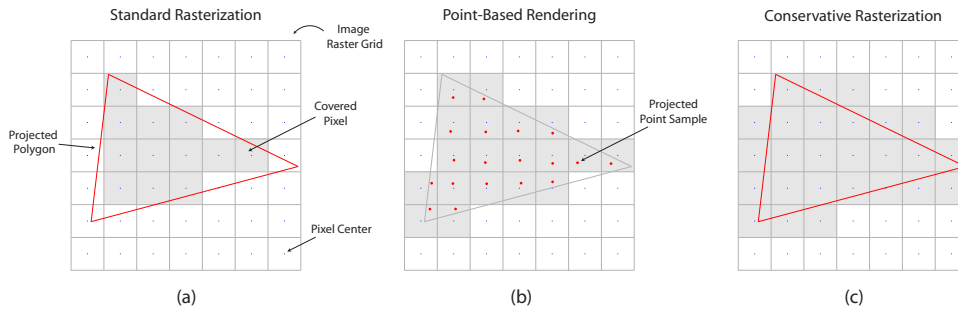 Standard Rasterization
Point-Based Rendering
Conservative Rasterization
Image
Raster Grid
Covered
Pixel
Projected
Polygon
Pixel Center
Projected
Point Sample
(a)
(b)
(c)